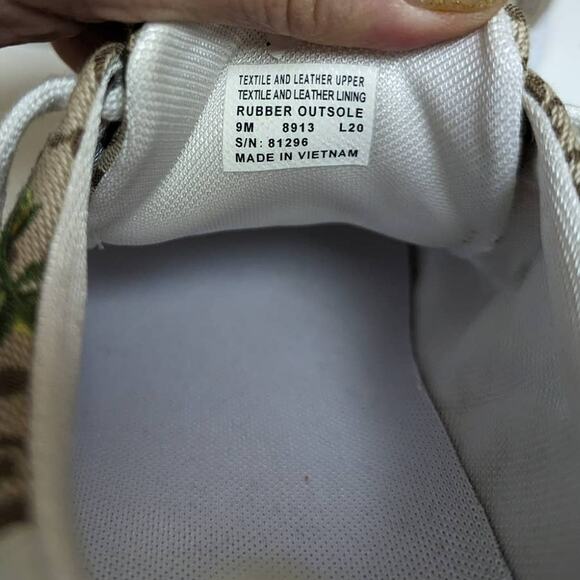 TEXTILE AND LEATHER UPPER
TEXTILE AND LEATHER LINING
RUBBER OUTSOLE
9M 8913 L20
S/N: 81296
MADE IN VIETNAM